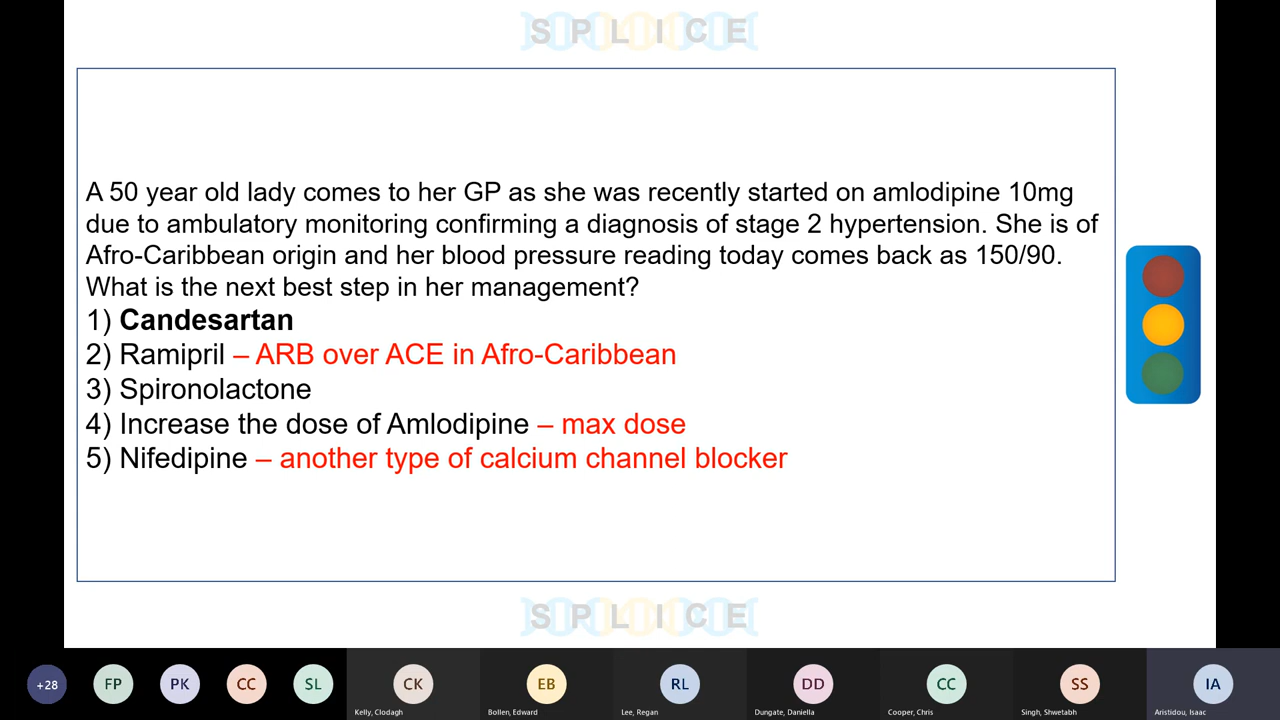 S P L I C E
A 50 year old lady comes to her GP as she was recently started on amlodipine 10mg
due to ambulatory monitoring confirming a diagnosis of stage 2 hypertension. She is of
Afro-Caribbean origin and her blood pressure reading today comes back as 150/90.
What is the next best step in her management?
1) Candesartan
2) Ramipril – ARB over ACE in Afro-Caribbean
3) Spironolactone
4) Increase the dose of Amlodipine – max dose
5) Nifedipine – another type of calcium channel blocker
S P L I C E
+28 FP PK CC SL CK EB RL DD CC SS IA
Kelly, Clodagh Bollen, Edward Lee, Regan Dungate, Daniella Cooper, Chris Singh, Shwetabh Aristidou, Isaac